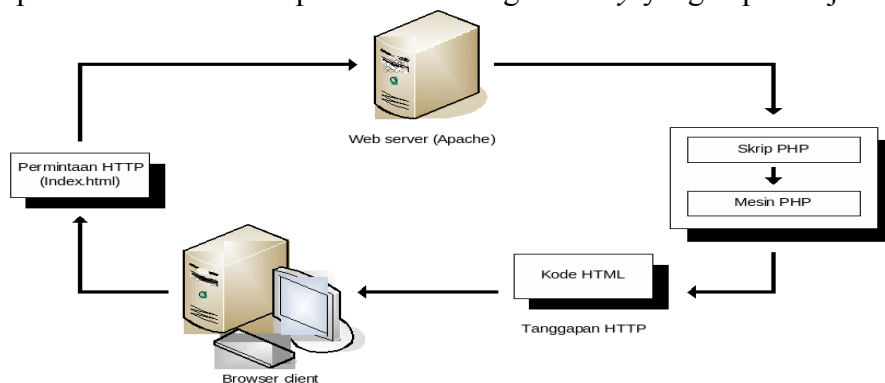 Web server (Apache)
Permintaan HTTP
(Index.html)
Skrip PHP
Mesin PHP
Kode HTML
Tanggapan HTTP
Browser client